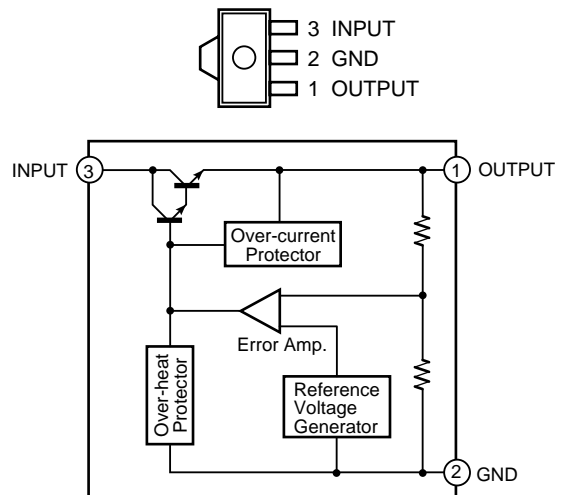 3 INPUT
2 GND
1 OUTPUT
INPUT 3
1 OUTPUT
Over-current
Protector
Error Amp.
Over-heat
Protector
Reference
Voltage
Generator
2 GND